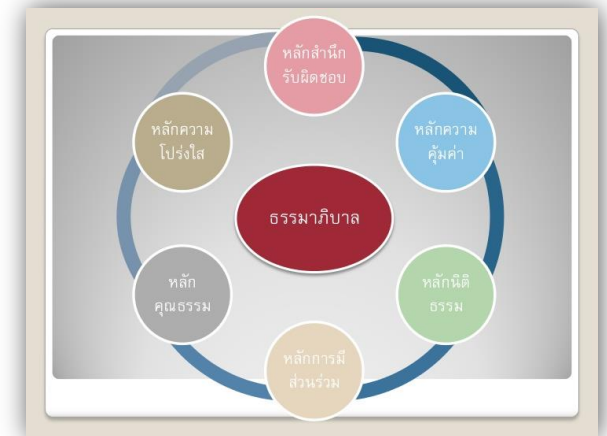 หลักสำนึก
รับผิดชอบ
หลักความ
คุ้มค่า
หลักนิติ
ธรรม
หลักการมี
ส่วนร่วม
หลัก
คุณธรรม
หลักความ
โปร่งใส
ธรรมาภิบาล